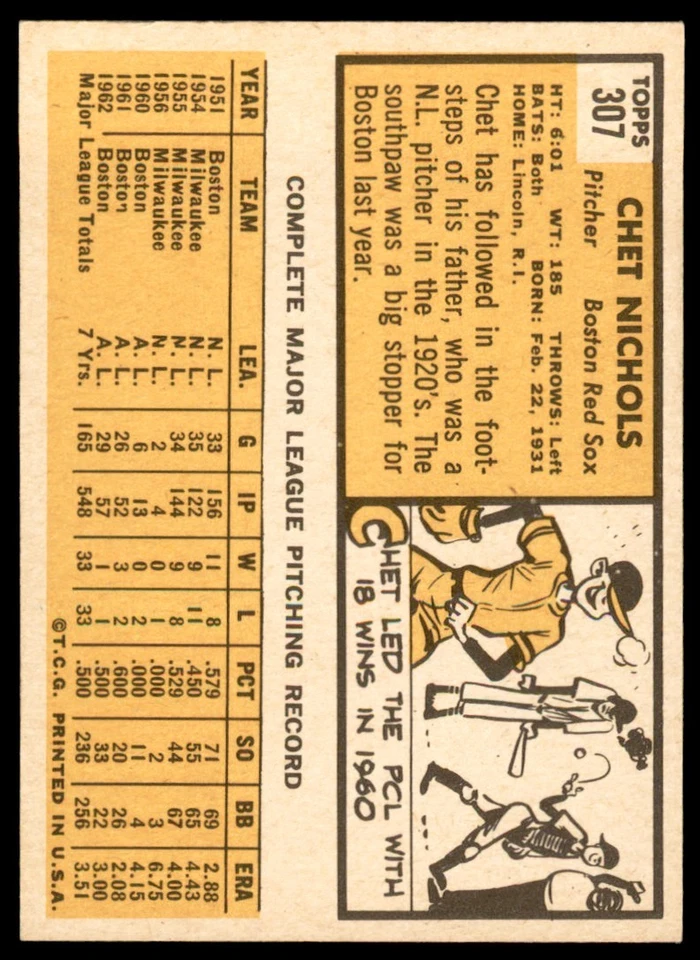 TOPPS
307
CHET NICHOLS
Pitcher Boston Red Sox
HT: 6:01 WT: 185 THROWS: Left
BATS: Both BORN: Feb. 22, 1931
HOME: Lincoln, R.I.
Chet has followed in the foot-
steps of his father, who was a
N.L. pitcher in the 1920's. The
southpaw was a big stopper for
Boston last year.
CHET LED THE PCL WITH
18 WINS IN 1960
COMPLETE MAJOR LEAGUE PITCHING RECORD
YEAR TEAM LEA. G IP W L PCT SO BB ERA
1951 Boston N. L. 33 156 11 8 .579 71 69 2.88
1954 Milwaukee N. L. 35 122 9 11 .450 55 65 4.43
1955 Milwaukee N. L. 34 144 9 8 .529 44 67 4.00
1956 Milwaukee N. L. 2 4 0 1 .000 2 3 6.75
1960 Boston A. L. 6 13 0 2 .000 11 4 4.15
1961 Boston A. L. 26 52 3 2 .600 20 26 2.08
1962 Boston A. L. 29 57 1 1 .500 33 22 3.00
Major League Totals 7 Yrs. 165 548 33 33 .500 236 256 3.51
©T.C.G. PRINTED IN U.S.A.